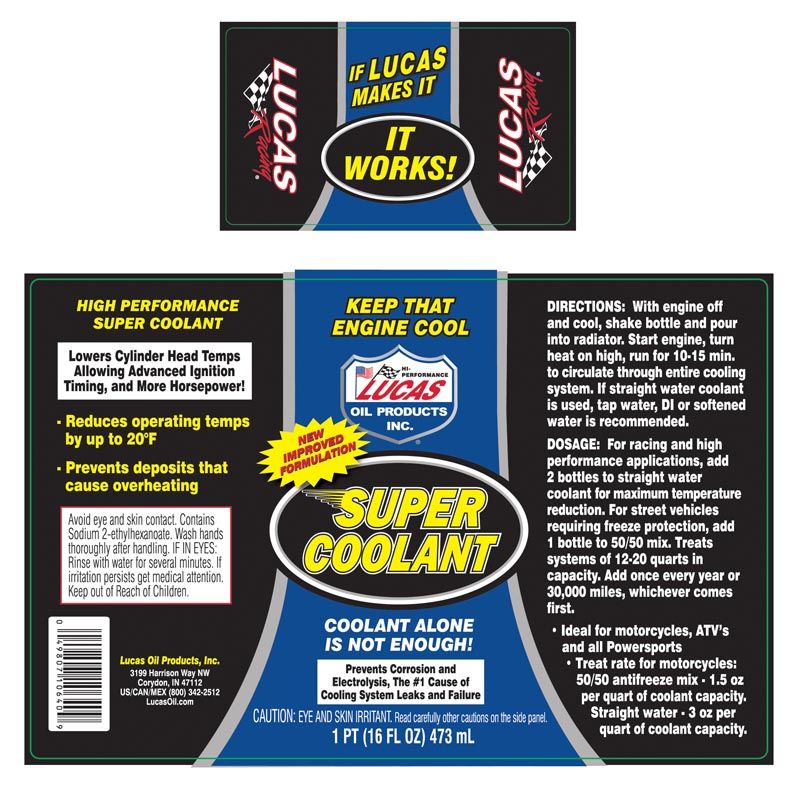 LUCAS
Racing
IF LUCAS
MAKES IT
IT
WORKS!
LUCAS
Racing
HIGH PERFORMANCE
SUPER COOLANT
Lowers Cylinder Head Temps
Allowing Advanced Ignition
Timing, and More Horsepower!
- Reduces operating temps
by up to 20°F
- Prevents deposits that
cause overheating
Avoid eye and skin contact. Contains
Sodium 2-ethylhexanoate. Wash hands
thoroughly after handling. IF IN EYES:
Rinse with water for several minutes. If
irritation persists get medical attention.
Keep out of Reach of Children.
0 49807 10640 9
Lucas Oil Products, Inc.
3199 Harrison Way NW
Corydon, IN 47112
US/CAN/MEX (800) 342-2512
LucasOil.com
KEEP THAT
ENGINE COOL
HI-
PERFORMANCE
LUCAS
OIL PRODUCTS
INC.
®
NEW
IMPROVED
FORMULATION
SUPER
COOLANT
COOLANT ALONE
IS NOT ENOUGH!
Prevents Corrosion and
Electrolysis, The #1 Cause of
Cooling System Leaks and Failure
CAUTION: EYE AND SKIN IRRITANT. Read carefully other cautions on the side panel.
1 PT (16 FL OZ) 473 mL
DIRECTIONS: With engine off
and cool, shake bottle and pour
into radiator. Start engine, turn
heat on high, run for 10-15 min.
to circulate through entire cooling
system. If straight water coolant
is used, tap water, DI or softened
water is recommended.
DOSAGE: For racing and high
performance applications, add
2 bottles to straight water
coolant for maximum temperature
reduction. For street vehicles
requiring freeze protection, add
1 bottle to 50/50 mix. Treats
systems of 12-20 quarts in
capacity. Add once every year or
30,000 miles, whichever comes
first.
• Ideal for motorcycles, ATV's
and all Powersports
• Treat rate for motorcycles:
50/50 antifreeze mix - 1.5 oz
per quart of coolant capacity.
Straight water - 3 oz per
quart of coolant capacity.